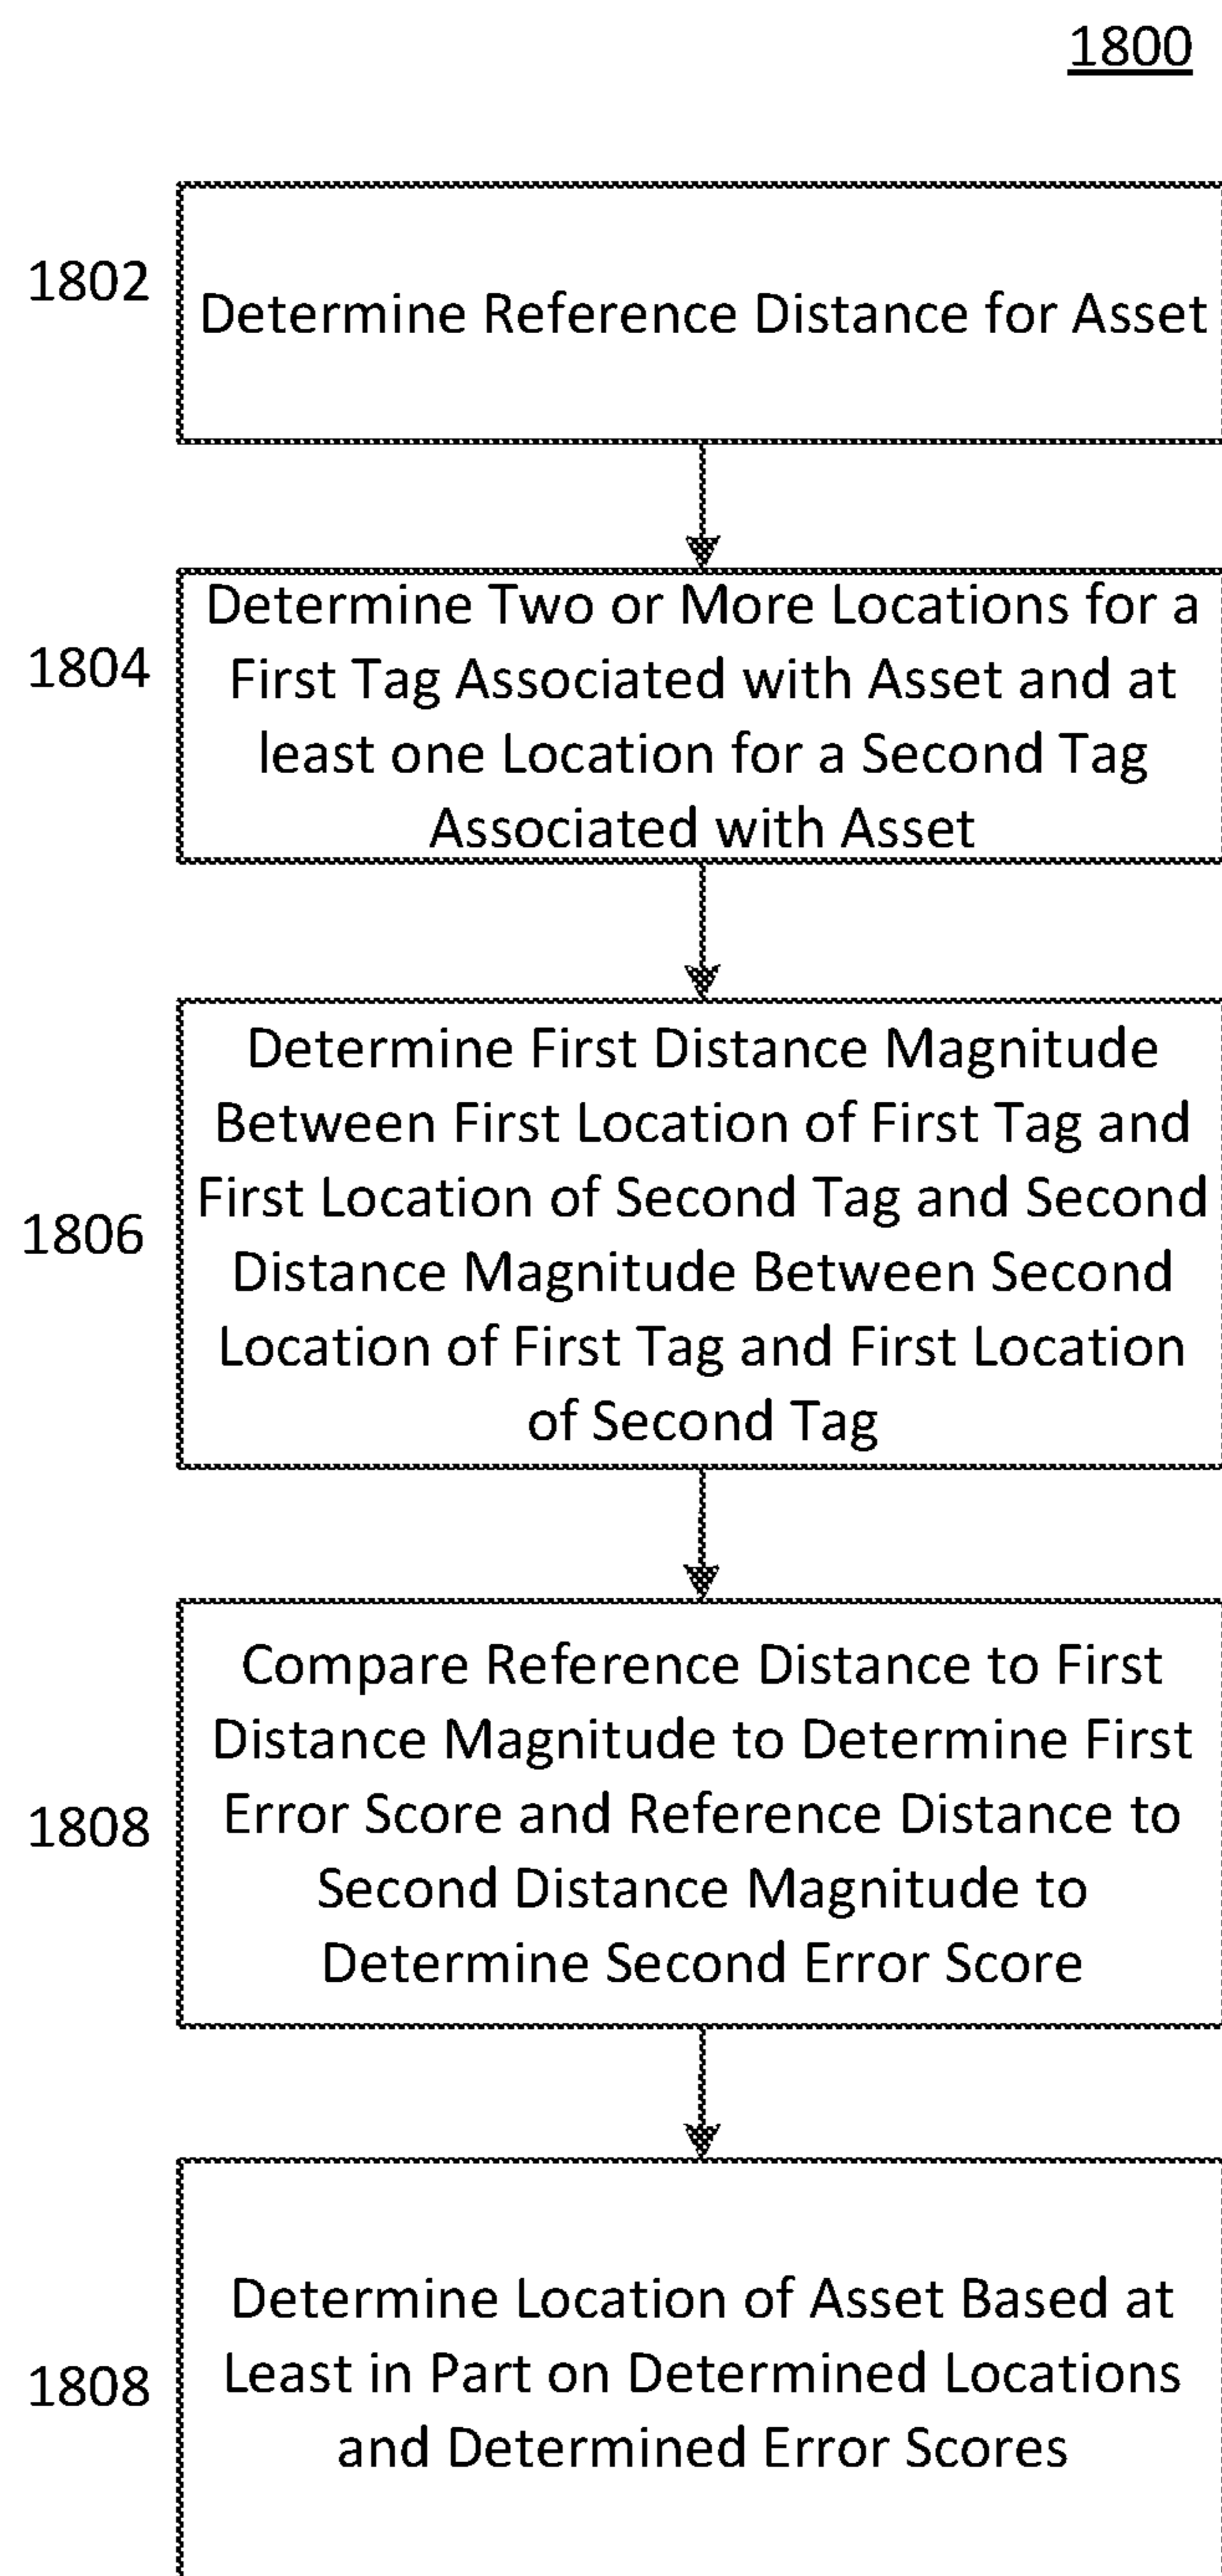 1800
1802
Determine Reference Distance for Asset
1804
Determine Two or More Locations for a
First Tag Associated with Asset and at
least one Location for a Second Tag
Associated with Asset
1806
Determine First Distance Magnitude
Between First Location of First Tag and
First Location of Second Tag and Second
Distance Magnitude Between Second
Location of First Tag and First Location
of Second Tag
1808
Compare Reference Distance to First
Distance Magnitude to Determine First
Error Score and Reference Distance to
Second Distance Magnitude to
Determine Second Error Score
1808
Determine Location of Asset Based at
Least in Part on Determined Locations
and Determined Error Scores